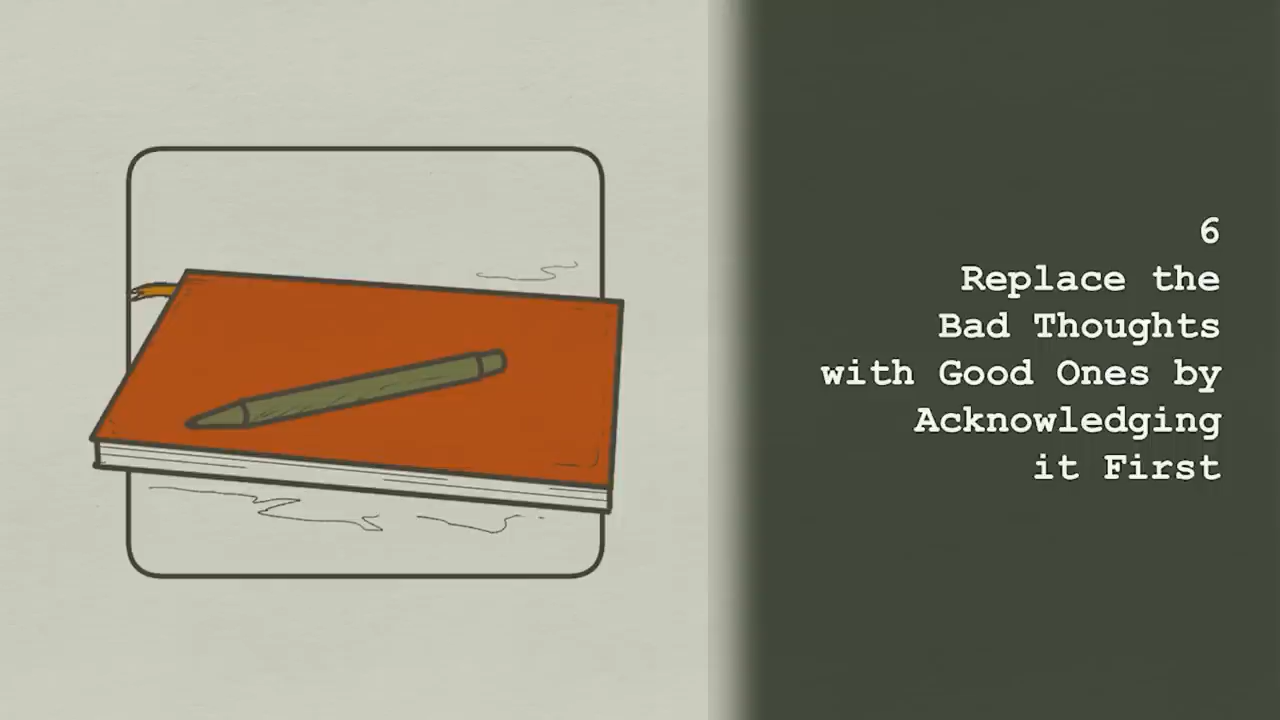 6
Replace the
Bad Thoughts
with Good Ones by
Acknowledging
it First